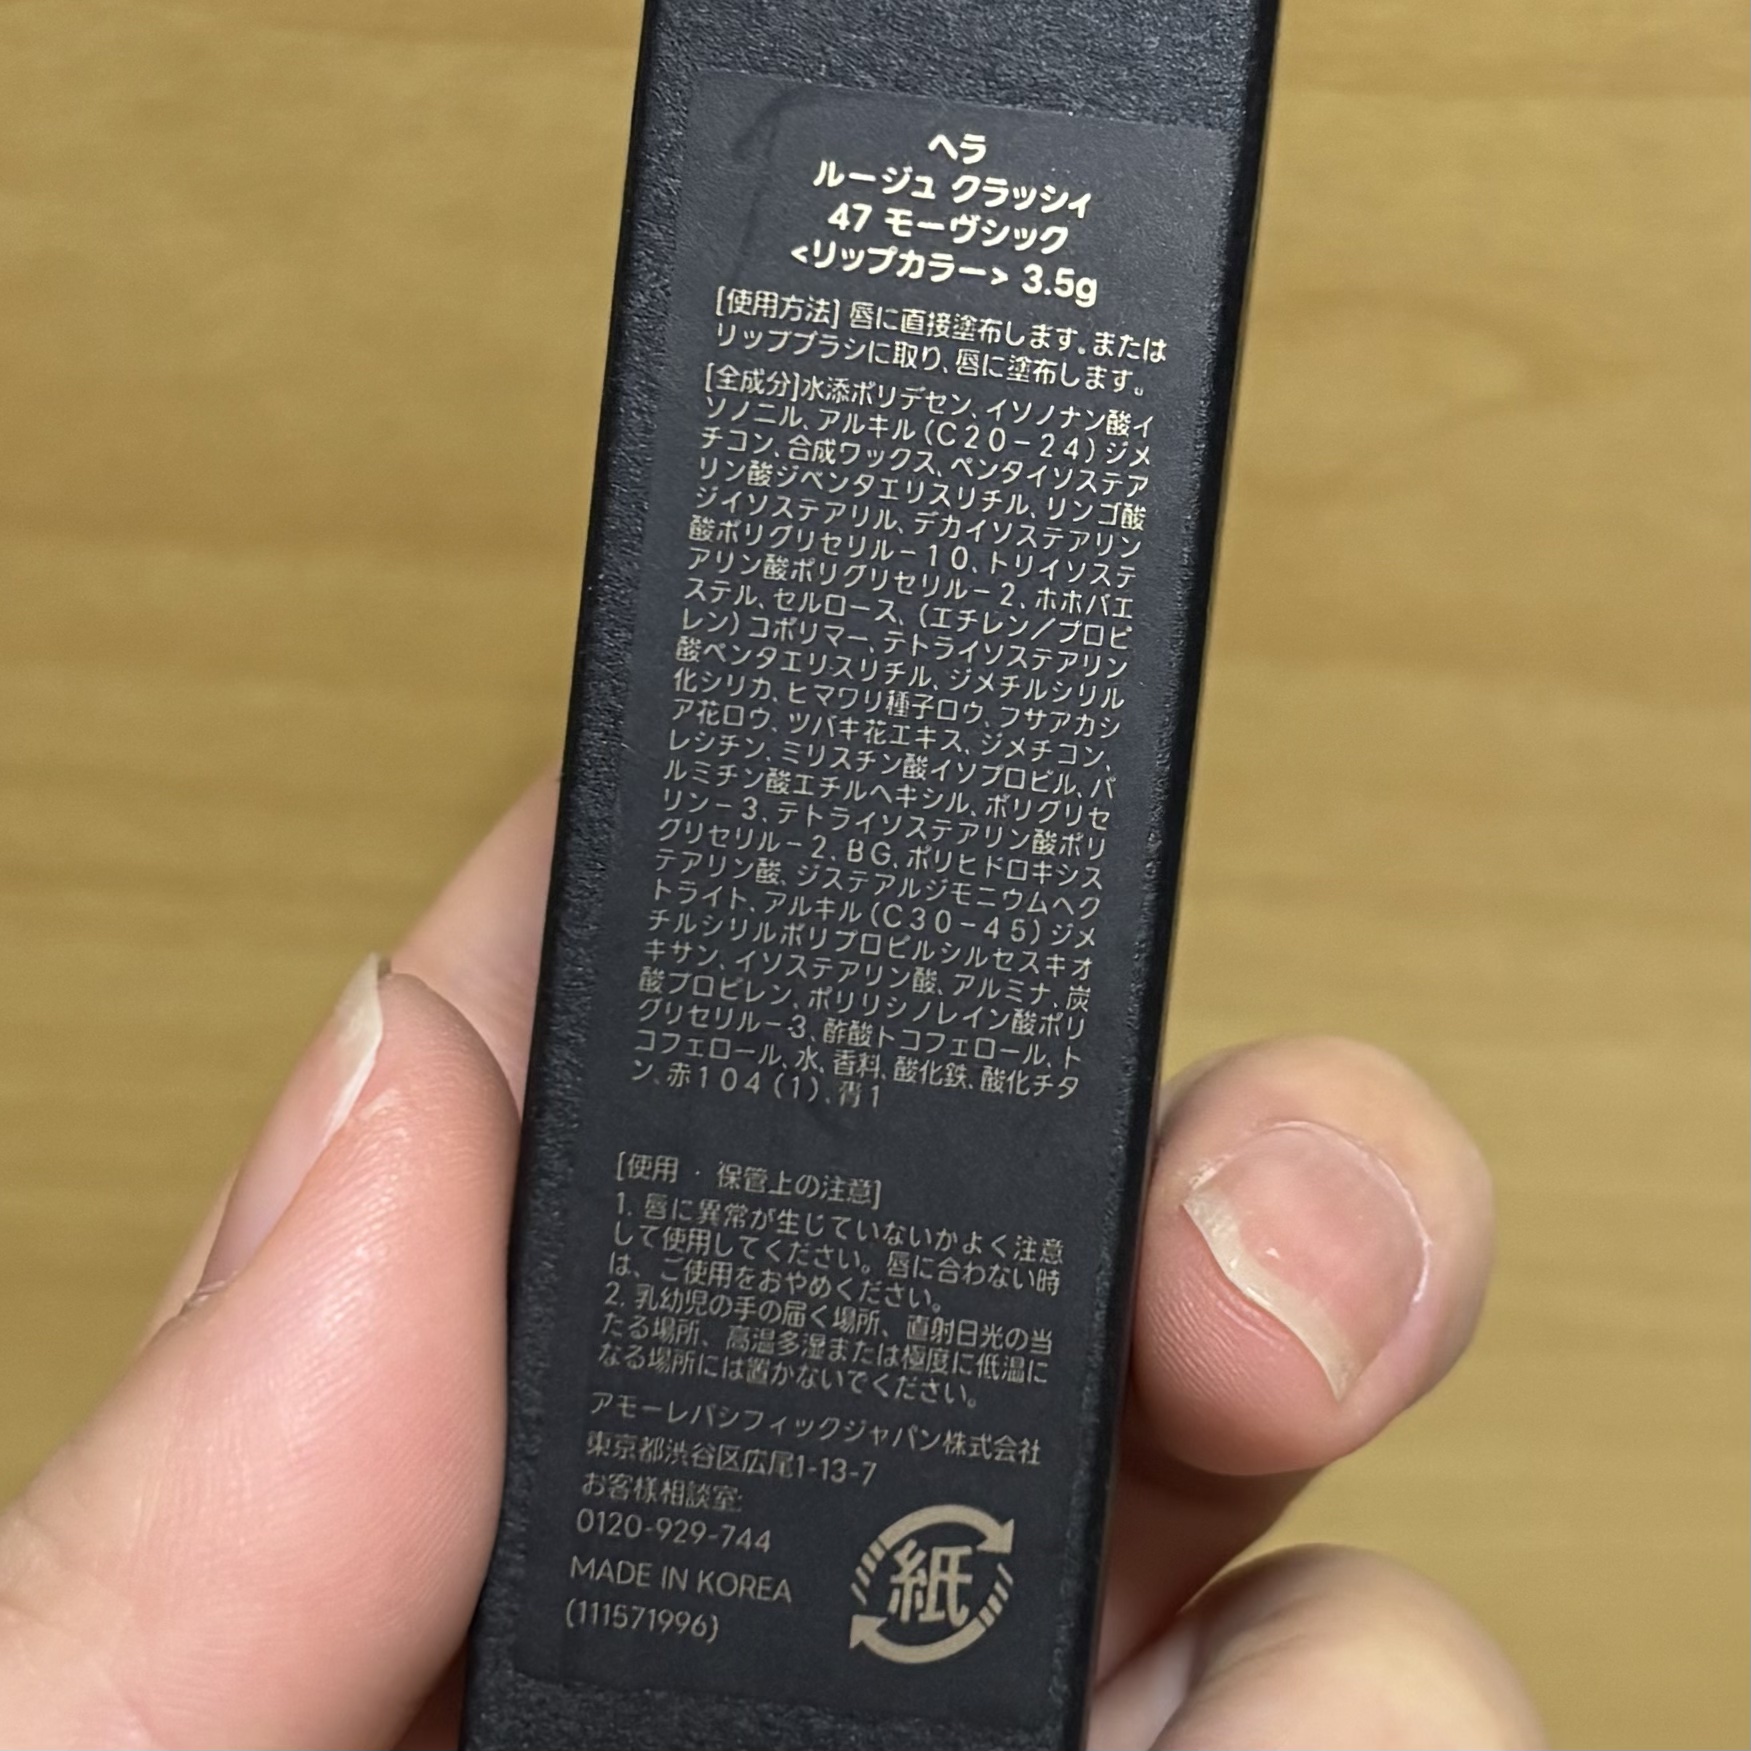 ヘラ
ルージュ クラッシィ
47 モーヴシック
<リップカラー> 3.5g
[使用方法] 唇に直接塗布します。または
リップブラシに取り、唇に塗布します。
[全成分]水添ポリデセン、イソノナン酸イ
ソノニル、アルキル(C20-24)ジメ
チコン、合成ワックス、ペンタイソステア
リン酸ジペンタエリスリチル、リンゴ酸
ジイソステアリル、デカイソステアリン
酸ポリグリセリル-10、トリイソステ
アリン酸ポリグリセリル-2、ホホバエ
ステル、セルロース、(エチレン/プロピ
レン)コポリマー、テトライソステアリン
酸ペンタエリスリチル、ジメチルシリル
化シリカ、ヒマワリ種子ロウ、フサアカシ
ア花ロウ、ツバキ花エキス、ジメチコン、
レシチン、ミリスチン酸イソプロピル、パ
ルミチン酸エチルヘキシル、ポリグリセ
リン-3、テトライソステアリン酸ポリ
グリセリル-2、BG、ポリヒドロキシス
テアリン酸、ジステアルジモニウムヘク
トライト、アルキル(C30-45)ジメ
チルシリルポリプロピルシルセスキオ
キサン、イソステアリン酸、アルミナ、炭
酸プロピレン、ポリリシノレイン酸ポリ
グリセリル-3、酢酸トコフェロール、ト
コフェロール、水、香料、酸化鉄、酸化チタ
ン、赤104(1)、青1
[使用・保管上の注意]
1. 唇に異常が生じていないかよく注意
して使用してください。唇に合わない時
は、ご使用をおやめください。
2. 乳幼児の手の届く場所、直射日光の当
たる場所、高温多湿または極度に低温に
なる場所には置かないでください。
アモーレパシフィックジャパン株式会社
東京都渋谷区広尾1-13-7
お客様相談室:
0120-929-744
MADE IN KOREA
(111571996)
紙